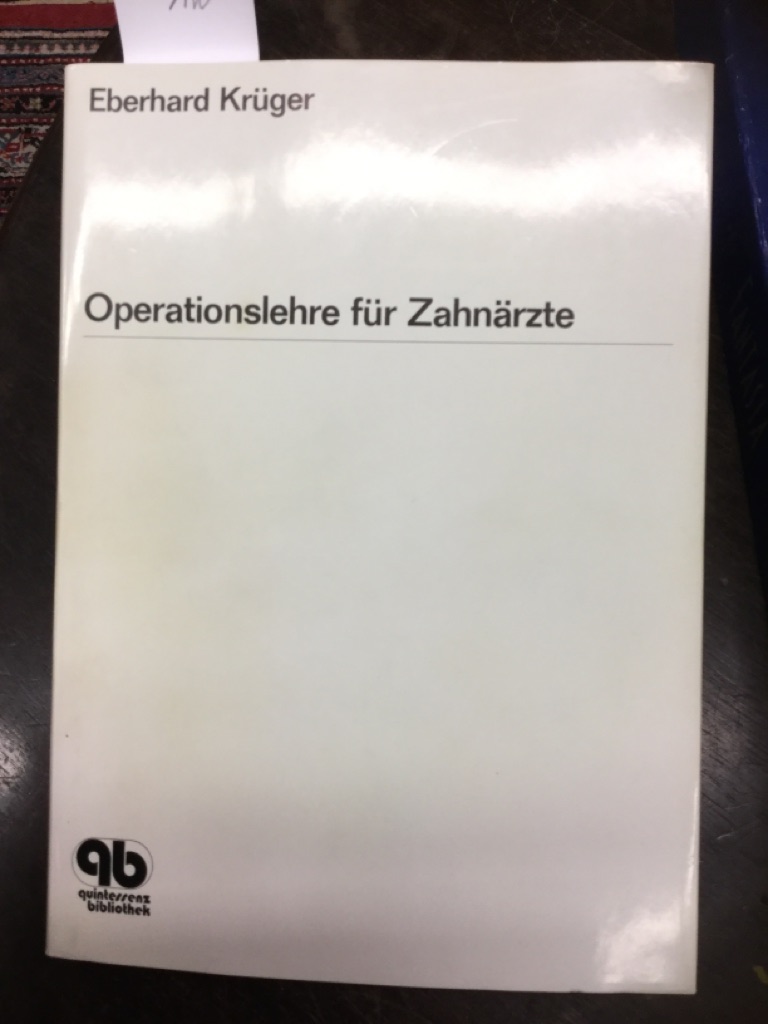 Eberhard Krüger
Operationslehre für Zahnärzte
qb
quintessenz
bibliothek